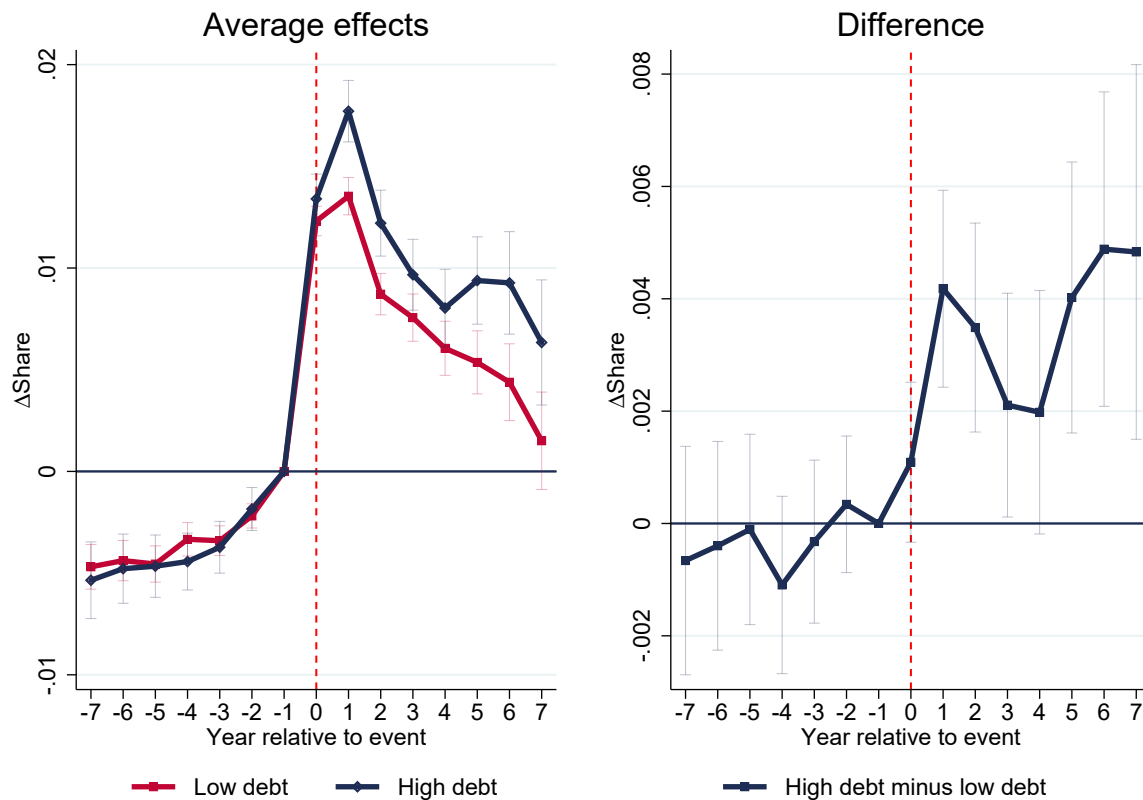 Average effects
Difference
.02
.01
0
-.01
ΔShare
-7 -6 -5 -4 -3 -2 -1 0 1 2 3 4 5 6 7
Year relative to event
Low debt
High debt
.008
.006
.004
.002
0
-.002
ΔShare
-7 -6 -5 -4 -3 -2 -1 0 1 2 3 4 5 6 7
Year relative to event
High debt minus low debt